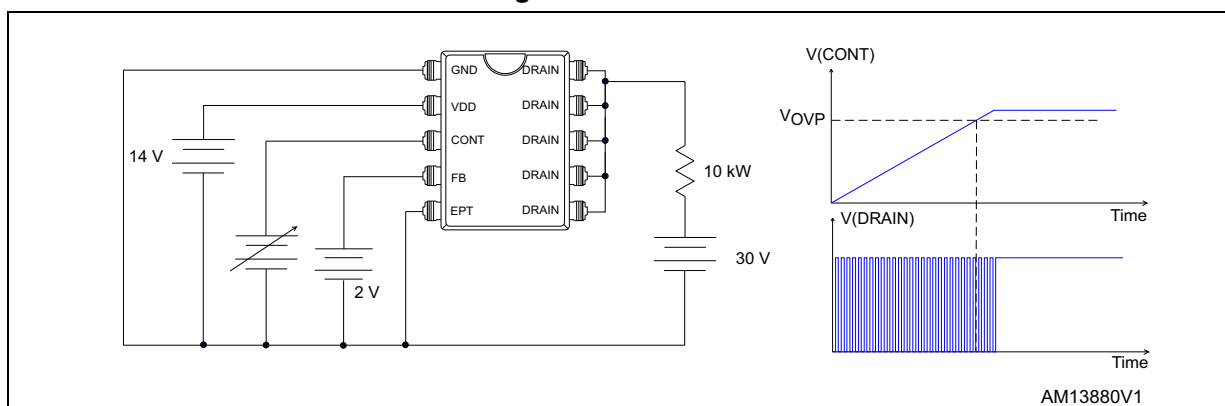 GND DRAIN
VDD DRAIN
CONT DRAIN
FB DRAIN
EPT DRAIN
14 V
2 V
10 kW
30 V
V(CONT)
VOVP
Time
V(DRAIN)
Time
AM13880V1